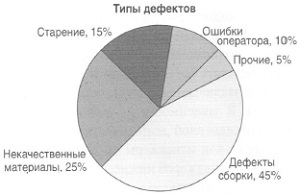 Типы дефектов
Старение, 15%
Ошибки
оператора, 10%
Прочие, 5%
Некачественные
материалы, 25%
Дефекты
сборки, 45%